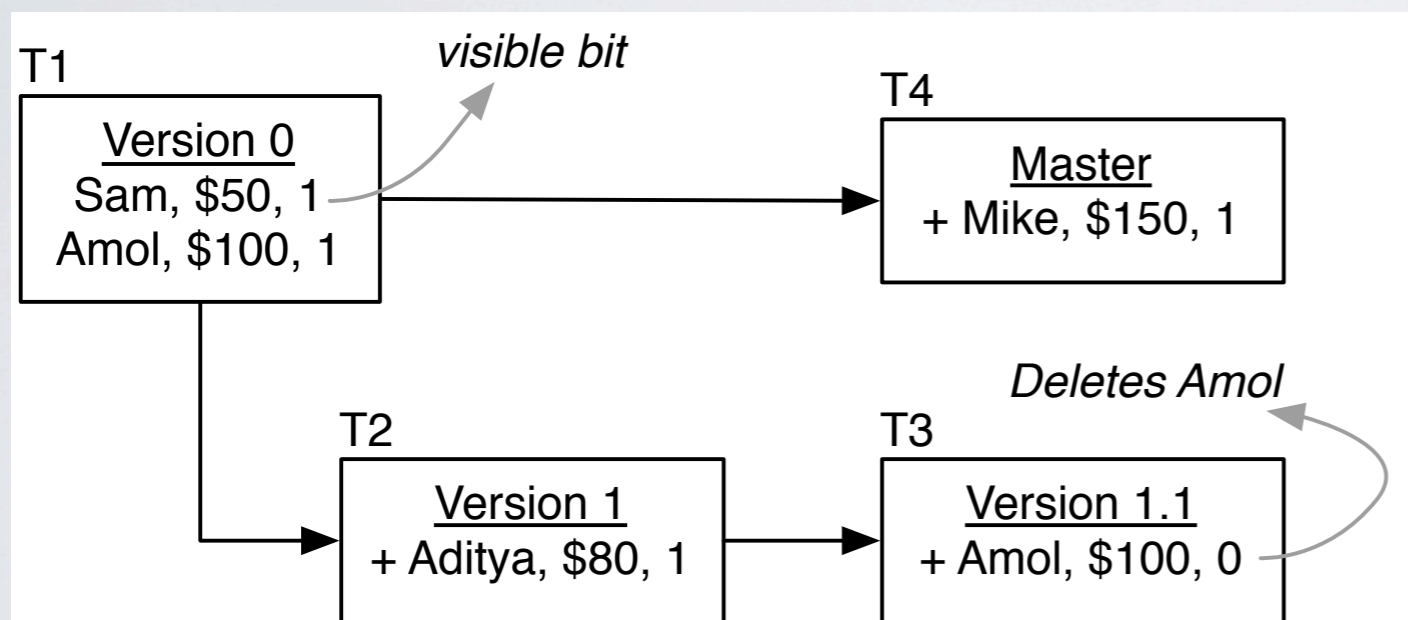 T1
visible bit
Version 0
Sam, $50, 1
Amol, $100, 1
T4
Master
+ Mike, $150, 1
Deletes Amol
T2
Version 1
+ Aditya, $80, 1
T3
Version 1.1
+ Amol, $100, 0